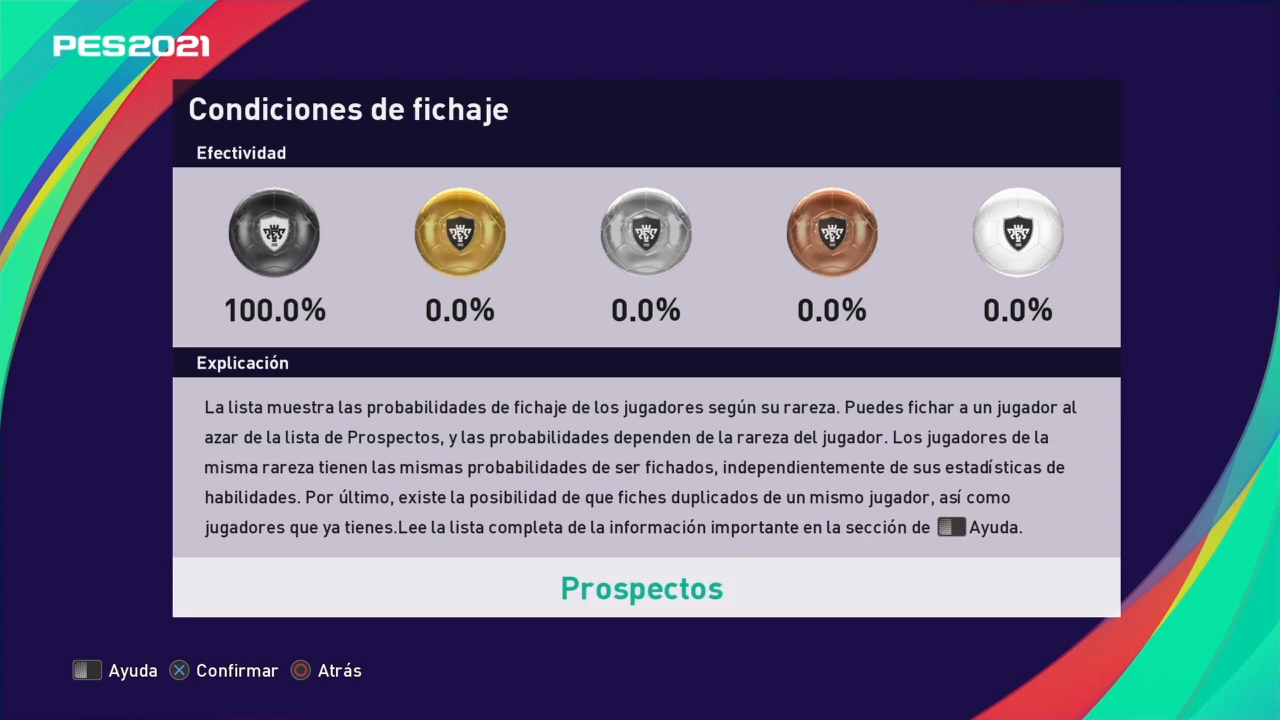 PES2021
Condiciones de fichaje
Efectividad
100.0% 0.0% 0.0% 0.0% 0.0%
Explicación
La lista muestra las probabilidades de fichaje de los jugadores según su rareza. Puedes fichar a un jugador al
azar de la lista de Prospectos, y las probabilidades dependen de la rareza del jugador. Los jugadores de la
misma rareza tienen las mismas probabilidades de ser fichados, independientemente de sus estadísticas de
habilidades. Por último, existe la posibilidad de que fiches duplicados de un mismo jugador, así como
jugadores que ya tienes.Lee la lista completa de la información importante en la sección de Ayuda.
Prospectos
Ayuda Confirmar Atrás